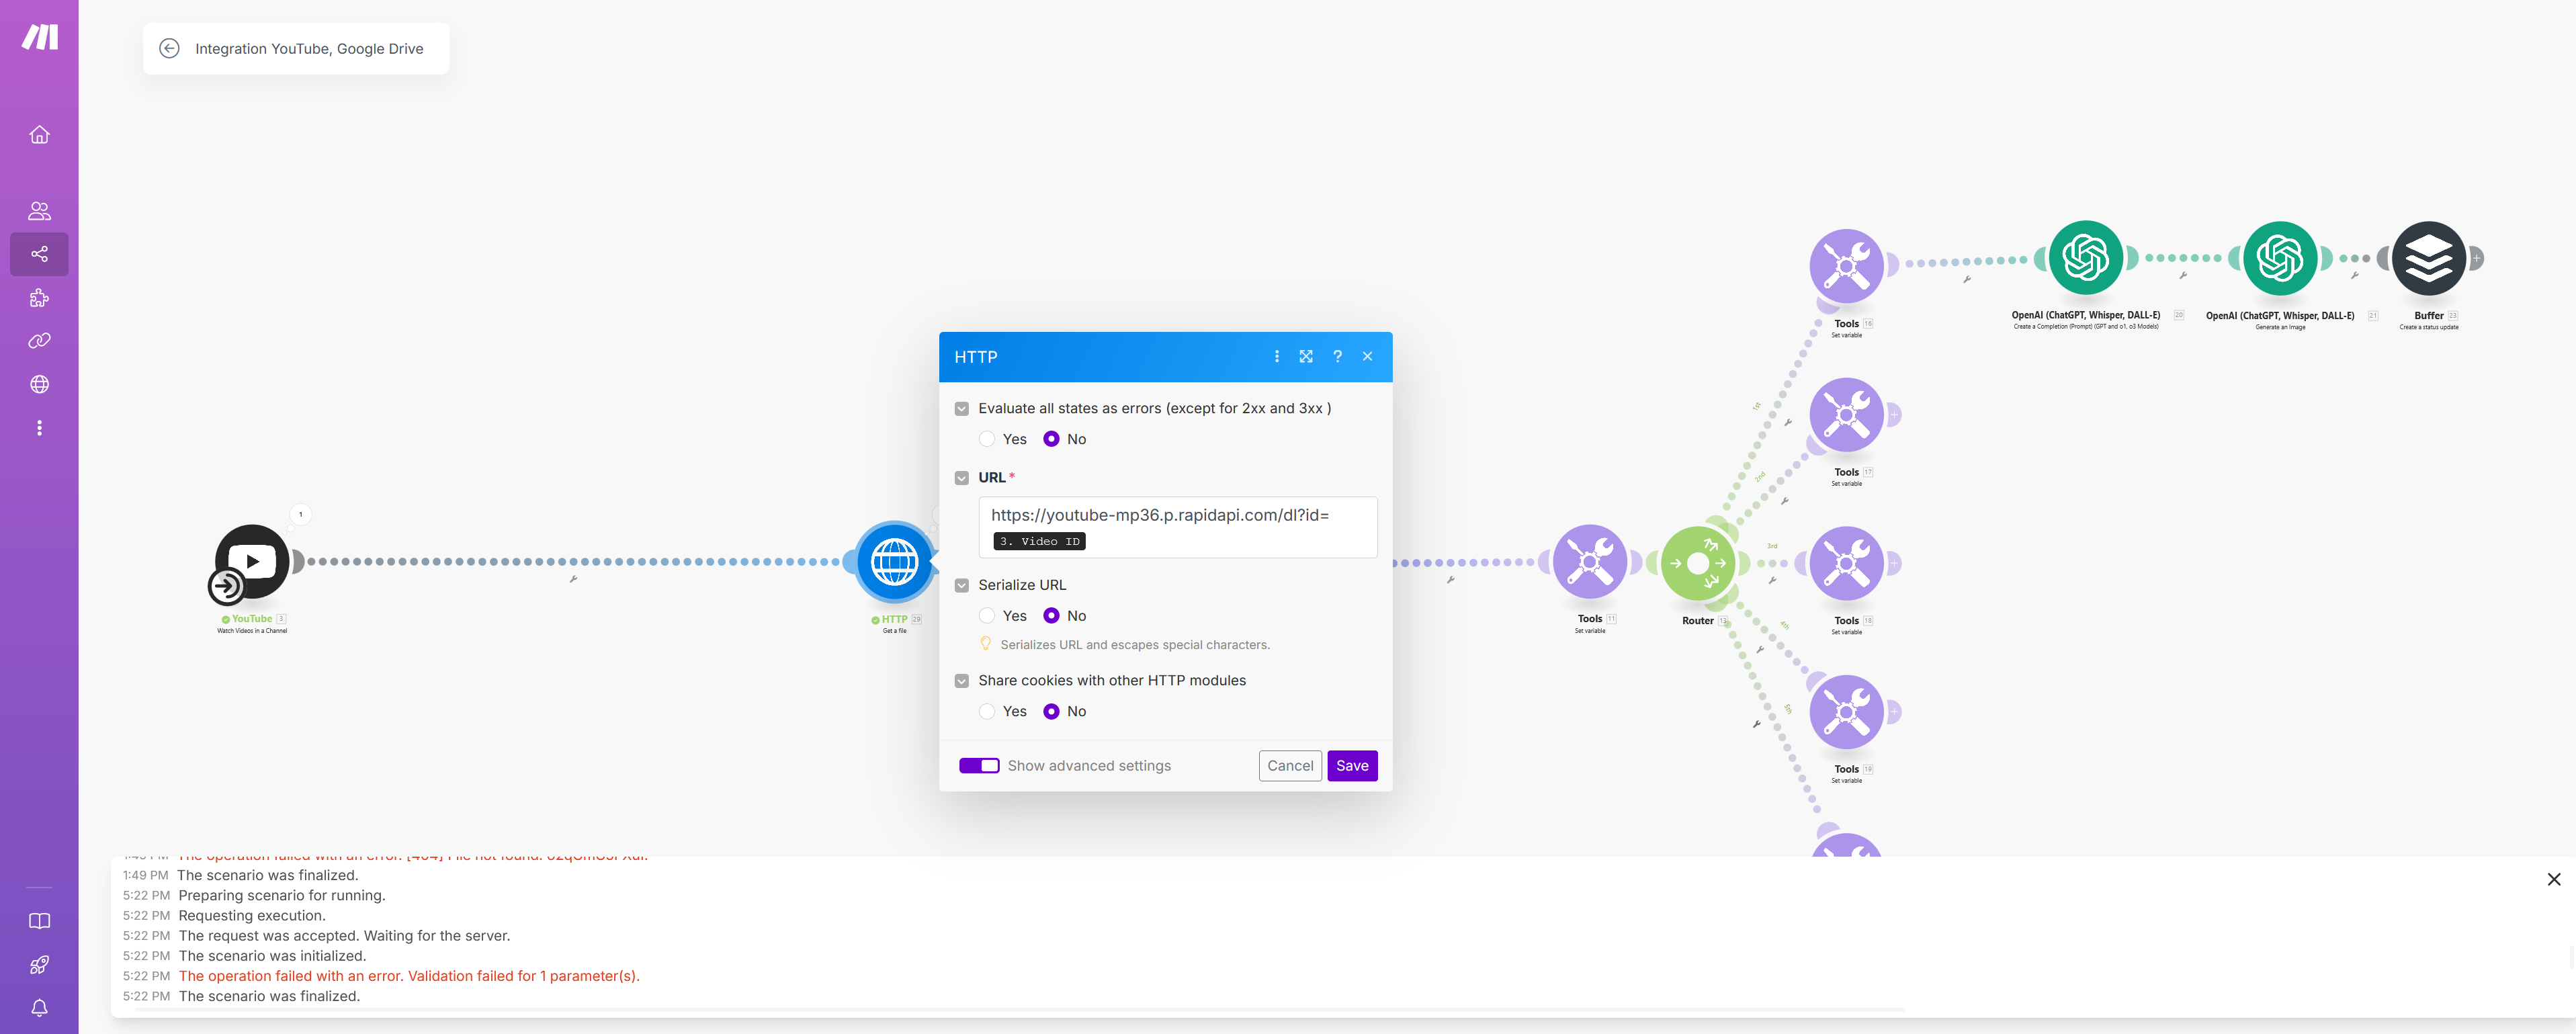 Integration YouTube, Google Drive
1
YouTube 3
Watch Videos in a Channel
HTTP 29
Get a file
HTTP
?
Evaluate all states as errors (except for 2xx and 3xx )
Yes No
URL *
https://youtube-mp36.p.rapidapi.com/dl?id=
3. Video ID
Serialize URL
Yes No
Serializes URL and escapes special characters.
Share cookies with other HTTP modules
Yes No
Show advanced settings
Cancel Save
Tools 11
Set variable
Router 13
1st
2nd
3rd
4th
5th
Tools 16
Set variable
Tools 17
Set variable
Tools 18
Set variable
Tools 19
Set variable
OpenAI (ChatGPT, Whisper, DALL-E) 20
Create a Completion (Prompt) (GPT and o1, o3 Models)
OpenAI (ChatGPT, Whisper, DALL-E) 21
Generate an Image
Buffer 23
Create a status update
1:49 PM The operation failed with an error. [404] File not found:
1:49 PM The scenario was finalized.
5:22 PM Preparing scenario for running.
5:22 PM Requesting execution.
5:22 PM The request was accepted. Waiting for the server.
5:22 PM The scenario was initialized.
5:22 PM The operation failed with an error. Validation failed for 1 parameter(s).
5:22 PM The scenario was finalized.